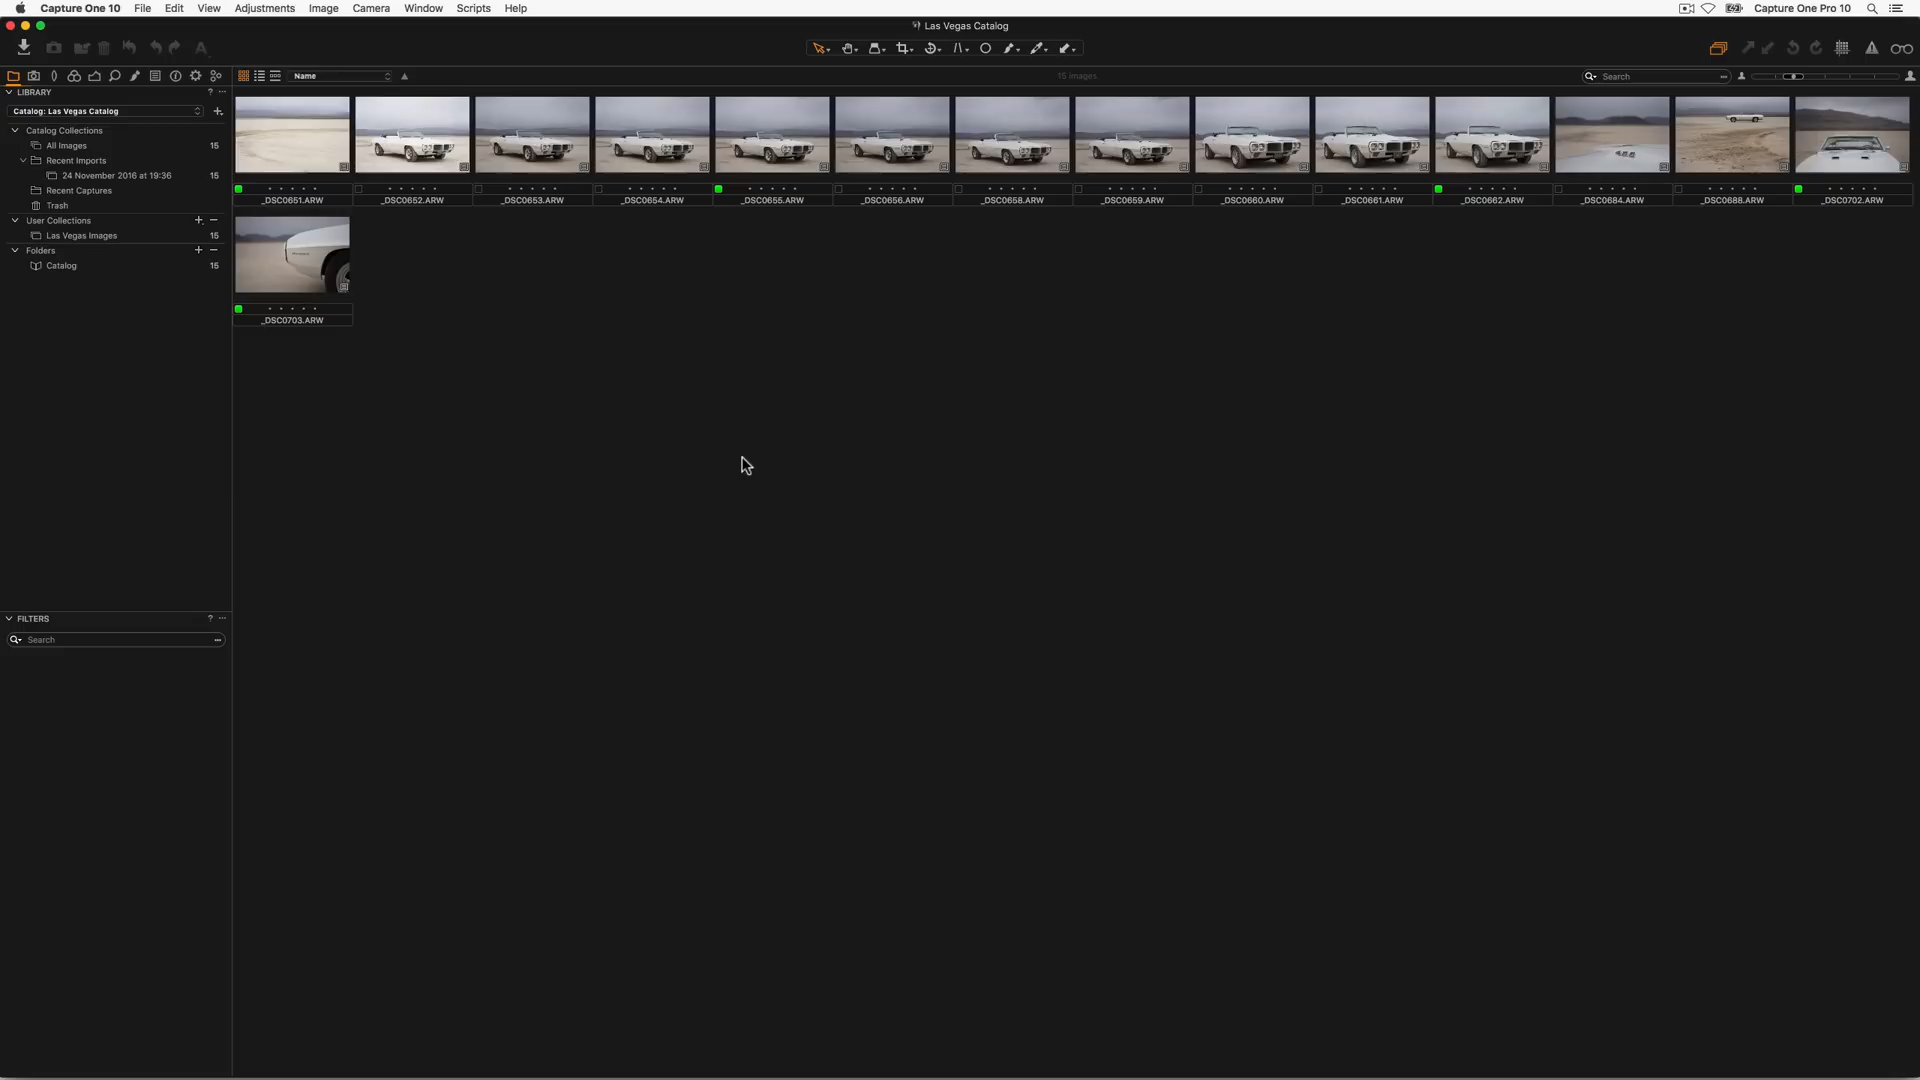 Capture One 10 File Edit View Adjustments Image Camera Window Scripts Help Capture One Pro 10
Las Vegas Catalog
Name 15 images Search
LIBRARY ?
Catalog: Las Vegas Catalog
Catalog Collections
All Images 15
Recent Imports
24 November 2016 at 19:36 15
Recent Captures
Trash
User Collections
Las Vegas Images 15
Folders
Catalog 15
_DSC0651.ARW _DSC0652.ARW _DSC0653.ARW _DSC0654.ARW _DSC0655.ARW _DSC0656.ARW _DSC0658.ARW _DSC0659.ARW _DSC0660.ARW _DSC0661.ARW _DSC0662.ARW _DSC0684.ARW _DSC0688.ARW _DSC0702.ARW
_DSC0703.ARW
FILTERS ?
Search